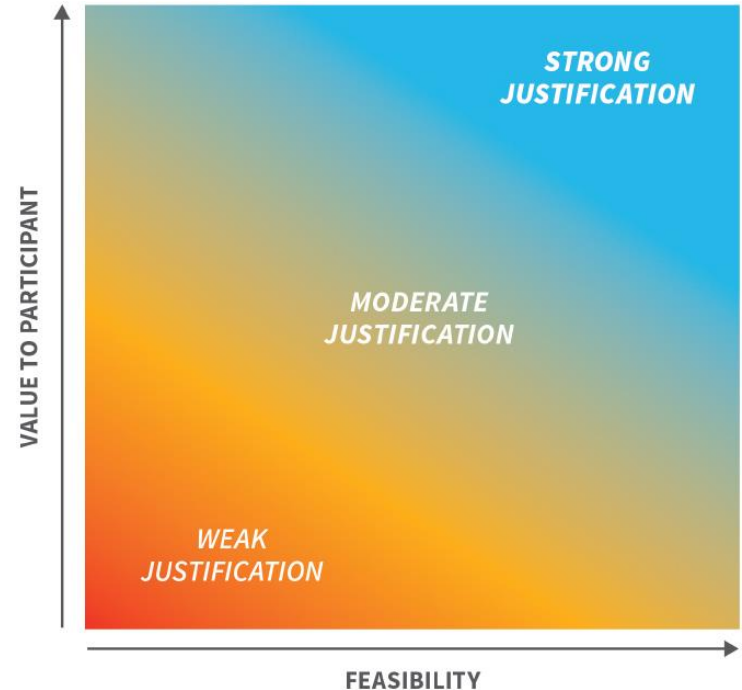 STRONG
JUSTIFICATION
VALUE TO PARTICIPANT
MODERATE
JUSTIFICATION
WEAK
JUSTIFICATION
FEASIBILITY